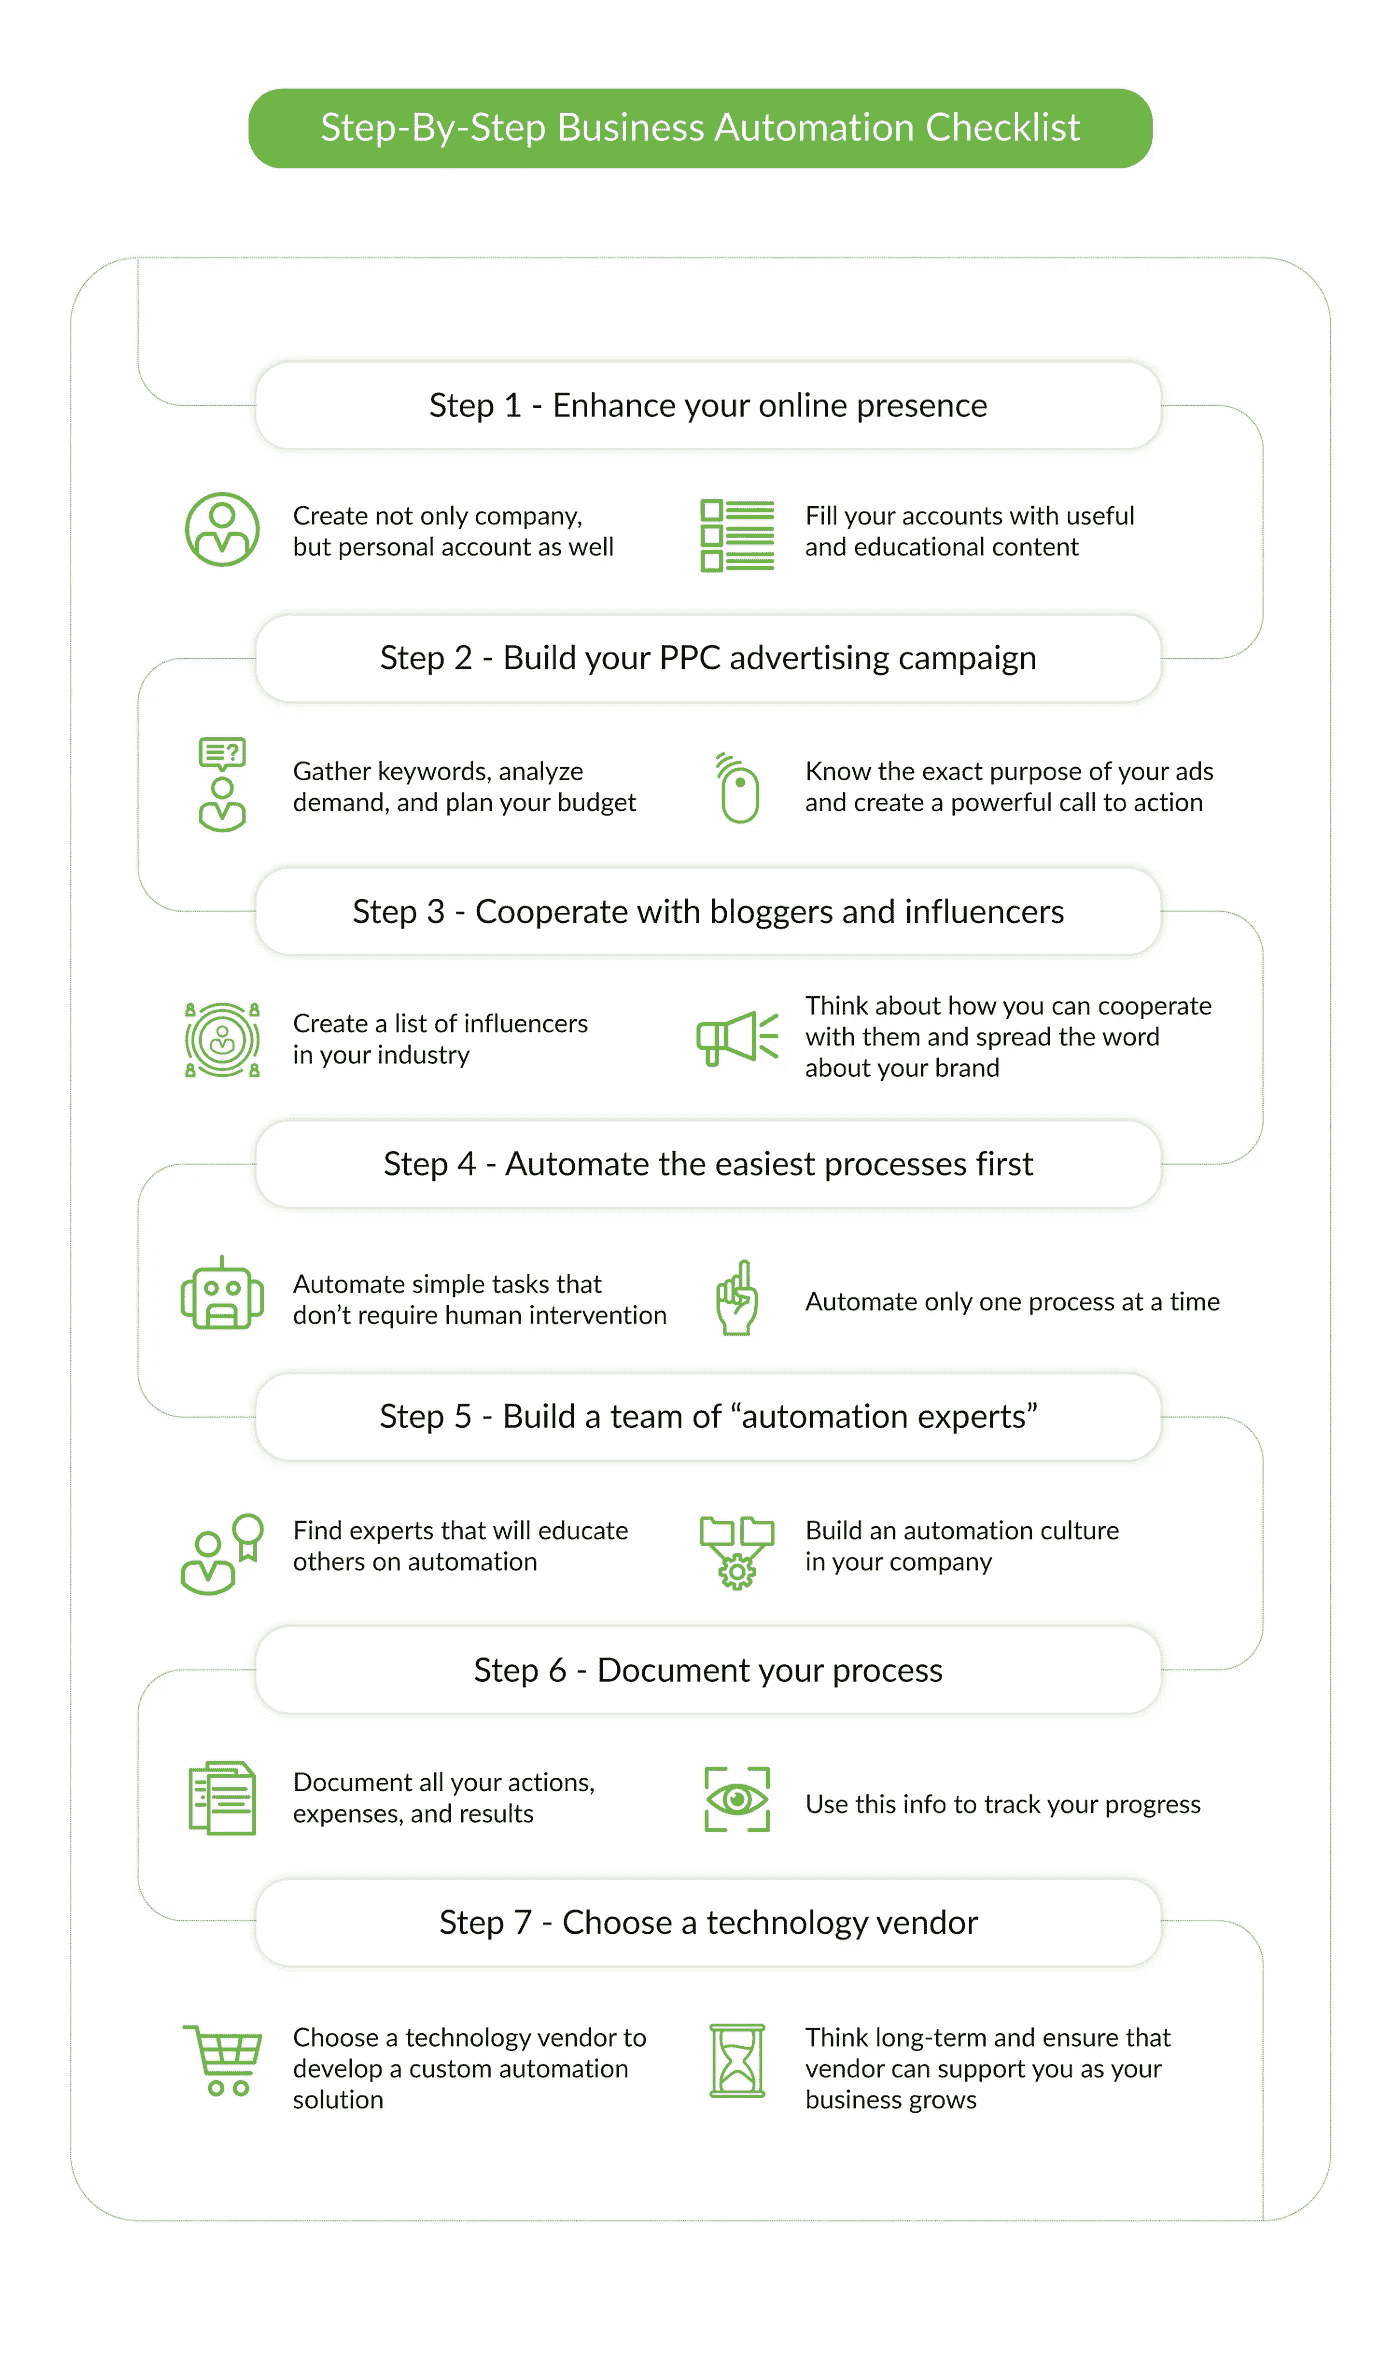 Step-By-Step Business Automation Checklist
Step 1 - Enhance your online presence
Create not only company,
but personal account as well
Fill your accounts with useful
and educational content
Step 2 - Build your PPC advertising campaign
?
Gather keywords, analyze
demand, and plan your budget
Know the exact purpose of your ads
and create a powerful call to action
Step 3 - Cooperate with bloggers and influencers
Create a list of influencers
in your industry
Think about how you can cooperate
with them and spread the word
about your brand
Step 4 - Automate the easiest processes first
Automate simple tasks that
don’t require human intervention
Automate only one process at a time
Step 5 - Build a team of “automation experts”
Find experts that will educate
others on automation
Build an automation culture
in your company
Step 6 - Document your process
Document all your actions,
expenses, and results
Use this info to track your progress
Step 7 - Choose a technology vendor
Choose a technology vendor to
develop a custom automation
solution
Think long-term and ensure that
vendor can support you as your
business grows